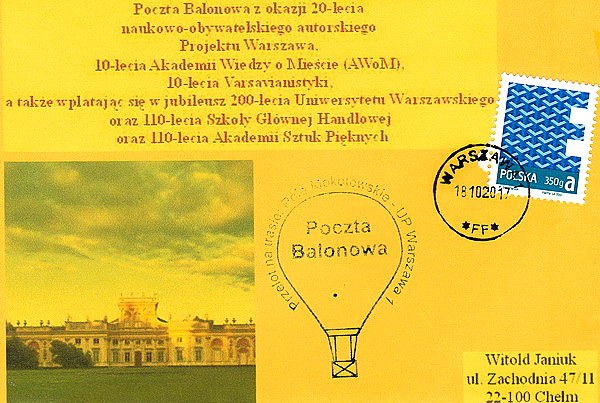 Poczta Balonowa z okazji 20-lecia
naukowo-obywatelskiego autorskiego
Projektu Warszawa,
10-lecia Akademii Wiedzy o Mieście (AWoM),
10-lecia Varsavianistyki,
a także wplatając się w jubileusz 200-lecia Uniwersytetu Warszawskiego
oraz 110-lecia Szkoły Głównej Handlowej
oraz 110-lecia Akademii Sztuk Pięknych
POLSKA 350g a
WARSZAWA
18102017
*FF*
Przelot na trasie: Pole Mokotowskie - UP Warszawa 1
Poczta
Balonowa
Witold Janiuk
ul. Zachodnia 47/11
22-100 Chełm